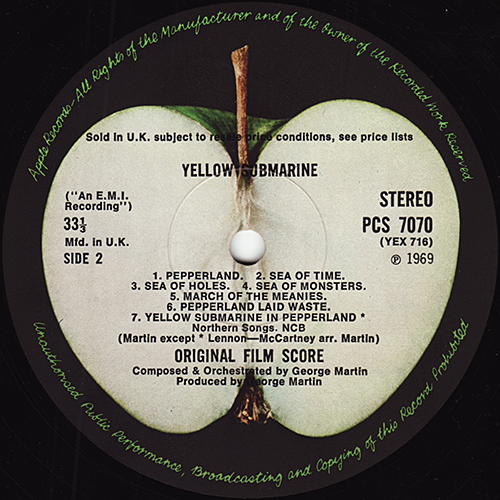 Apple Records · All Rights of the Manufacturer and of the Owner of the Recorded Work Reserved
Sold in U.K. subject to resale price conditions, see price lists
YELLOW SUBMARINE
("An E.M.I.
Recording")
33⅓
Mfd. in U.K.
SIDE 2
STEREO
PCS 7070
(YEX 716)
℗ 1969
1. PEPPERLAND. 2. SEA OF TIME.
3. SEA OF HOLES. 4. SEA OF MONSTERS.
5. MARCH OF THE MEANIES.
6. PEPPERLAND LAID WASTE.
7. YELLOW SUBMARINE IN PEPPERLAND *
Northern Songs. NCB
(Martin except * Lennon—McCartney arr. Martin)
ORIGINAL FILM SCORE
Composed & Orchestrated by George Martin
Produced by George Martin
Unauthorised Public Performance, Broadcasting and Copying of this Record Prohibited